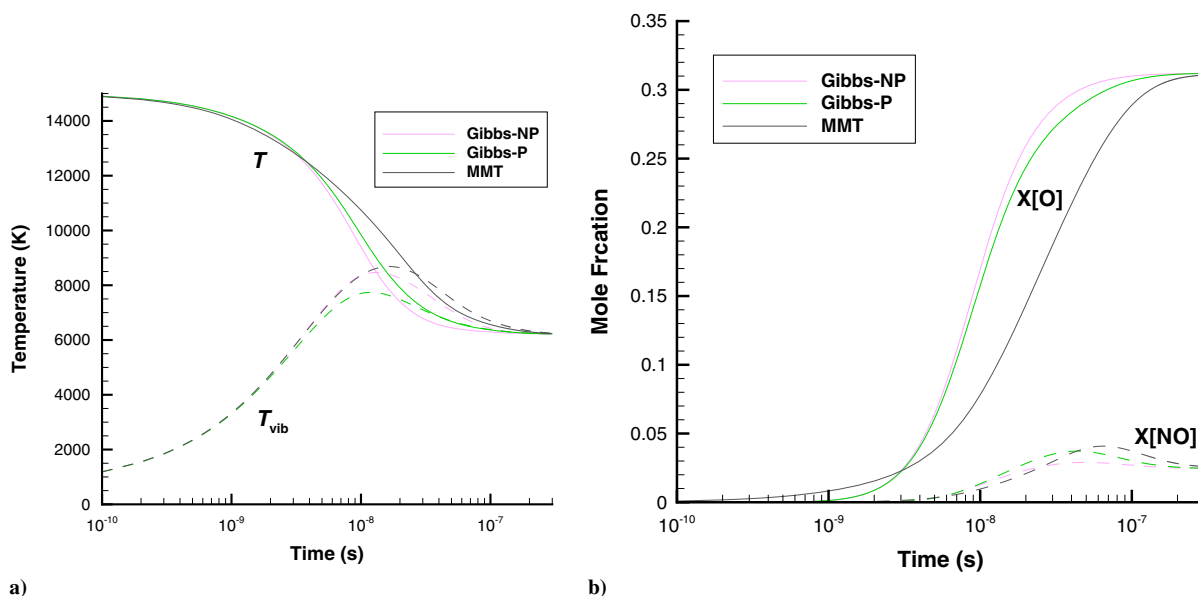 14000
12000
10000
8000
6000
4000
2000
0
Temperature (K)
10-10
10-9
10-8
10-7
Time (s)
T
Tvib
Gibbs-NP
Gibbs-P
MMT
a)
0.35
0.3
0.25
0.2
0.15
0.1
0.05
0
Mole Frcation
10-10
10-9
10-8
10-7
Time (s)
Gibbs-NP
Gibbs-P
MMT
X[O]
X[NO]
b)